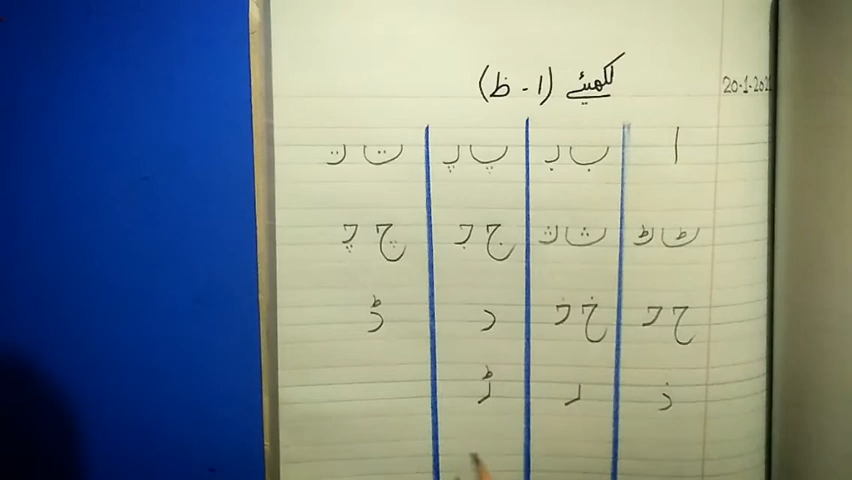 لکھیئے (ا - ظ)
20-1-202
ا ب بـ پ پـ ت تـ
ٹ ٹـ ث ثـ ج جـ چ چـ
ح حـ خ خـ د ڈ
ذ ر ڑ